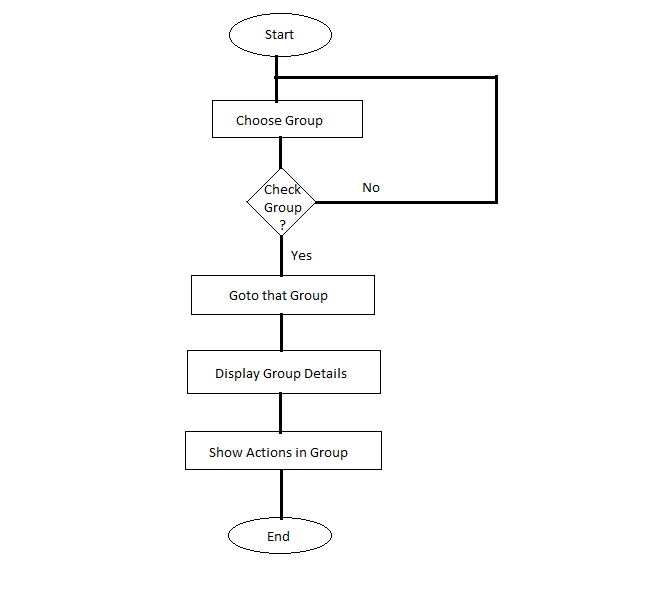 Start
Choose Group
Check
Group
?
No
Yes
Goto that Group
Display Group Details
Show Actions in Group
End